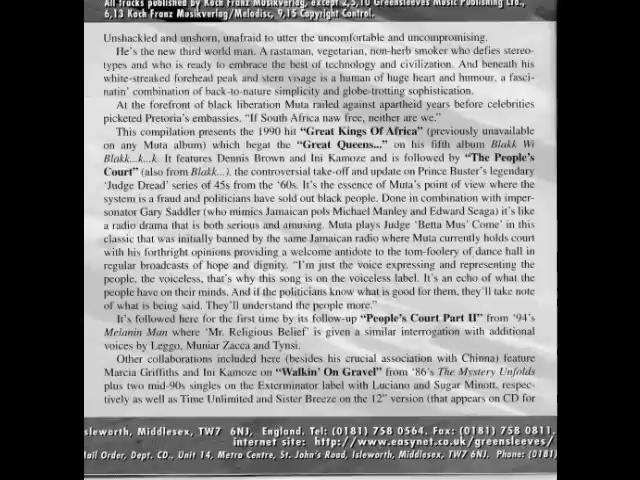 All tracks published by Koch Franz Musikverlag, except 2,5,10 Greensleeves Music Publishing Ltd.,
6,13 Koch Franz Musikverlag/Melodisc, 9,15 Copyright Control.
Unshackled and unshorn, unafraid to utter the uncomfortable and uncompromising.
He's the new third world man. A rastaman, vegetarian, non-herb smoker who defies stereo-
types and who is ready to embrace the best of technology and civilization. And beneath his
white-streaked forehead peak and stern visage is a human of huge heart and humour, a fasci-
natin' combination of back-to-nature simplicity and globe-trotting sophistication.
At the forefront of black liberation Muta railed against apartheid years before celebrities
picketed Pretoria's embassies. "If South Africa naw free, neither are we."
This compilation presents the 1990 hit "Great Kings Of Africa" (previously unavailable
on any Muta album) which begat the "Great Queens..." on his fifth album Blakk Wi
Blakk...k...k. It features Dennis Brown and Ini Kamoze and is followed by "The People's
Court" (also from Blakk...), the controversial take-off and update on Prince Buster's legendary
'Judge Dread' series of 45s from the '60s. It's the essence of Muta's point of view where the
system is a fraud and politicians have sold out black people. Done in combination with imper-
sonator Gary Saddler (who mimics Jamaican pols Michael Manley and Edward Seaga) it's like
a radio drama that is both serious and amusing. Muta plays Judge 'Betta Mus' Come' in this
classic that was initially banned by the same Jamaican radio where Muta currently holds court
with his forthright opinions providing a welcome antidote to the tom-foolery of dance hall in
regular broadcasts of hope and dignity. "I'm just the voice expressing and representing the
people, the voiceless, that's why this song is on the voiceless label. It's an echo of what the
people have on their minds. And if the politicians know what is good for them, they'll take note
of what is being said. They'll understand the people more."
It's followed here for the first time by its follow-up "People's Court Part II" from '94's
Melanin Man where 'Mr. Religious Belief' is given a similar interrogation with additional
voices by Leggo, Muniar Zacca and Tynsi.
Other collaborations included here (besides his crucial association with Chinna) feature
Marcia Griffiths and Ini Kamoze on "Walkin' On Gravel" from '86's The Mystery Unfolds
plus two mid-90s singles on the Exterminator label with Luciano and Sugar Minott, respec-
tively as well as Time Unlimited and Sister Breeze on the 12" version (that appears on CD for
sleworth, Middlesex, TW7 6NJ, England. Tel: (0181) 758 0564. Fax: (0181) 758 0811.
internet site: http://www.easynet.co.uk/greensleeves/
Mail Order, Dept. CD., Unit 14, Metro Centre, St. John's Road, Isleworth, Middlesex, TW7 6NJ. Phone: (0181)